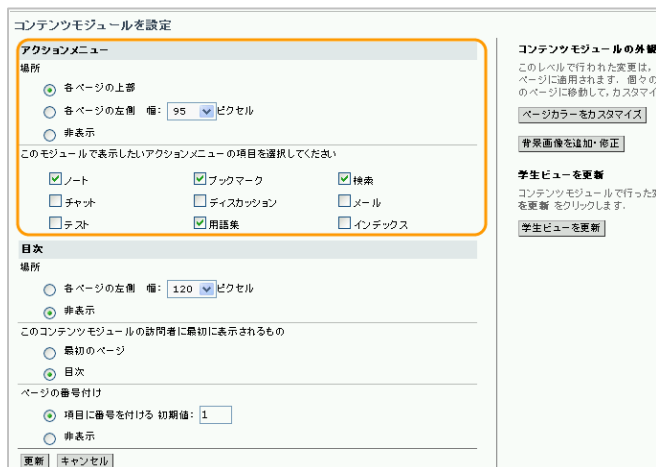 コンテンツモジュールを設定
アクションメニュー
場所
各ページの上部
各ページの左側 幅: 95 ピクセル
非表示
このモジュールで表示したいアクションメニューの項目を選択してください
ノート ブックマーク 検索
チャット ディスカッション メール
テスト 用語集 インデックス
目次
場所
各ページの左側 幅: 120 ピクセル
非表示
このコンテンツモジュールの訪問者に最初に表示されるもの
最初のページ
目次
ページの番号付け
項目に番号を付ける 初期値: 1
非表示
更新 キャンセル
コンテンツモジュールの外観
このレベルで行われた変更は,
ページに適用されます. 個々の
のページに移動して, カスタマイ
ページカラーをカスタマイズ
背景画像を追加・修正
学生ビューを更新
コンテンツモジュールで行った
を更新 をクリックします.
学生ビューを更新